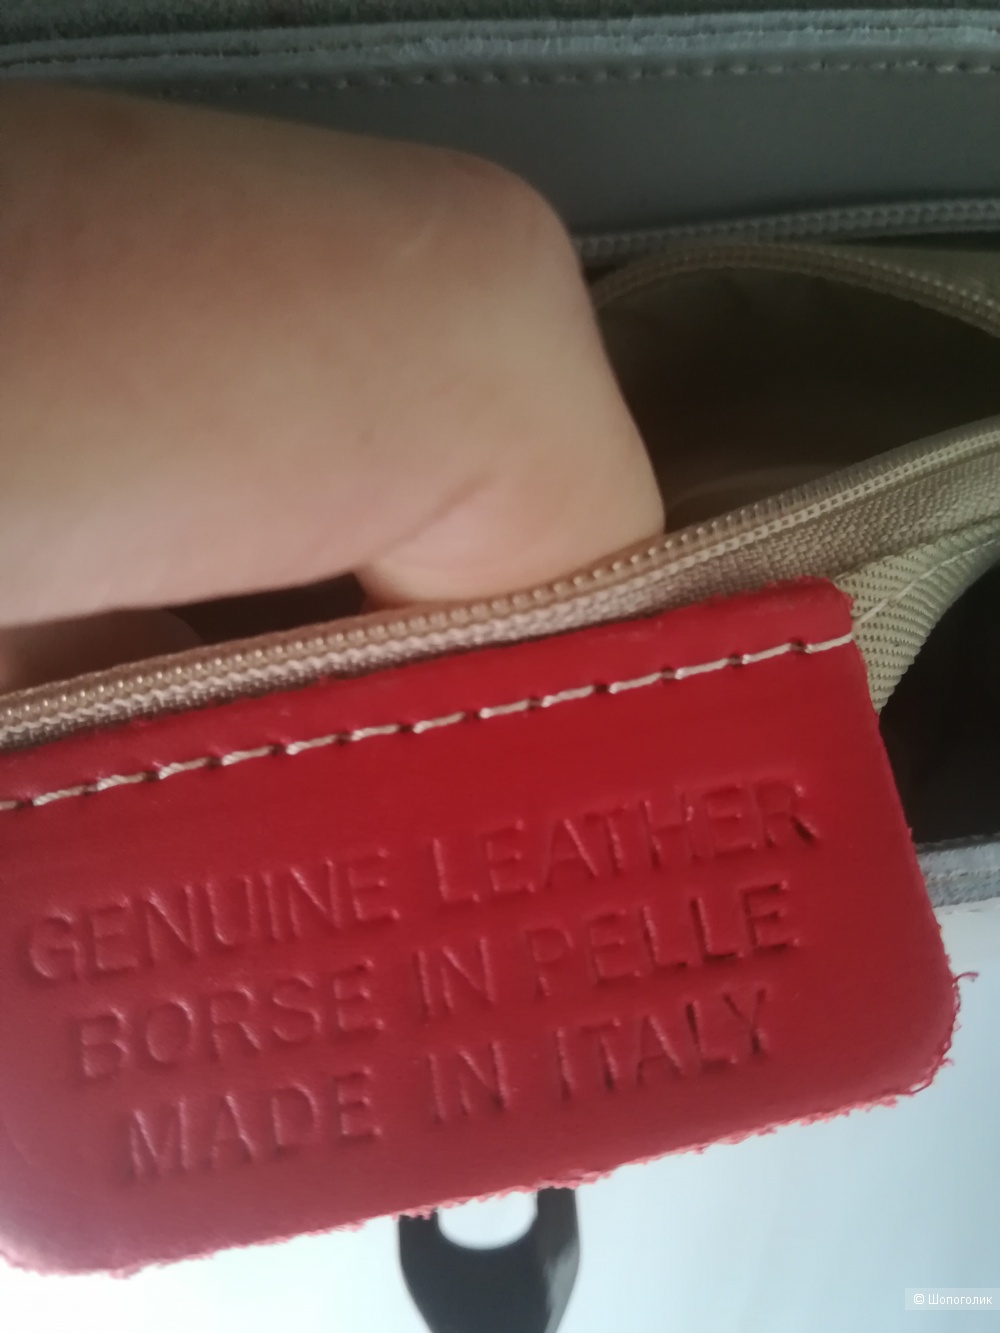 GENUINE LEATHER
BORSE IN PELLE
MADE IN ITALY
© Шопоголик